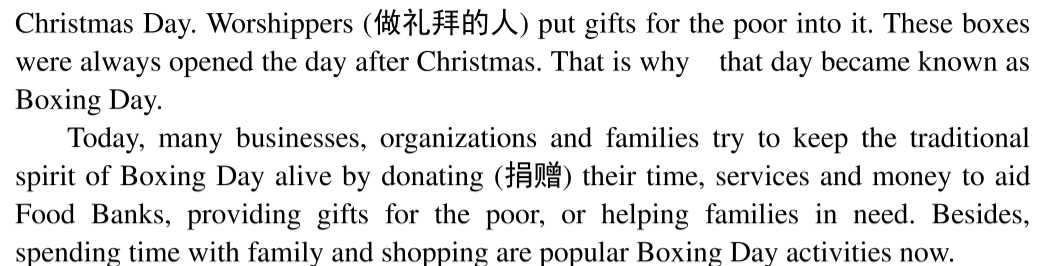 Christmas Day. Worshippers (做礼拜的人) put gifts for the poor into it. These boxes
were always opened the day after Christmas. That is why that day became known as
Boxing Day.
Today, many businesses, organizations and families try to keep the traditional
spirit of Boxing Day alive by donating (捐赠) their time, services and money to aid
Food Banks, providing gifts for the poor, or helping families in need. Besides,
spending time with family and shopping are popular Boxing Day activities now.